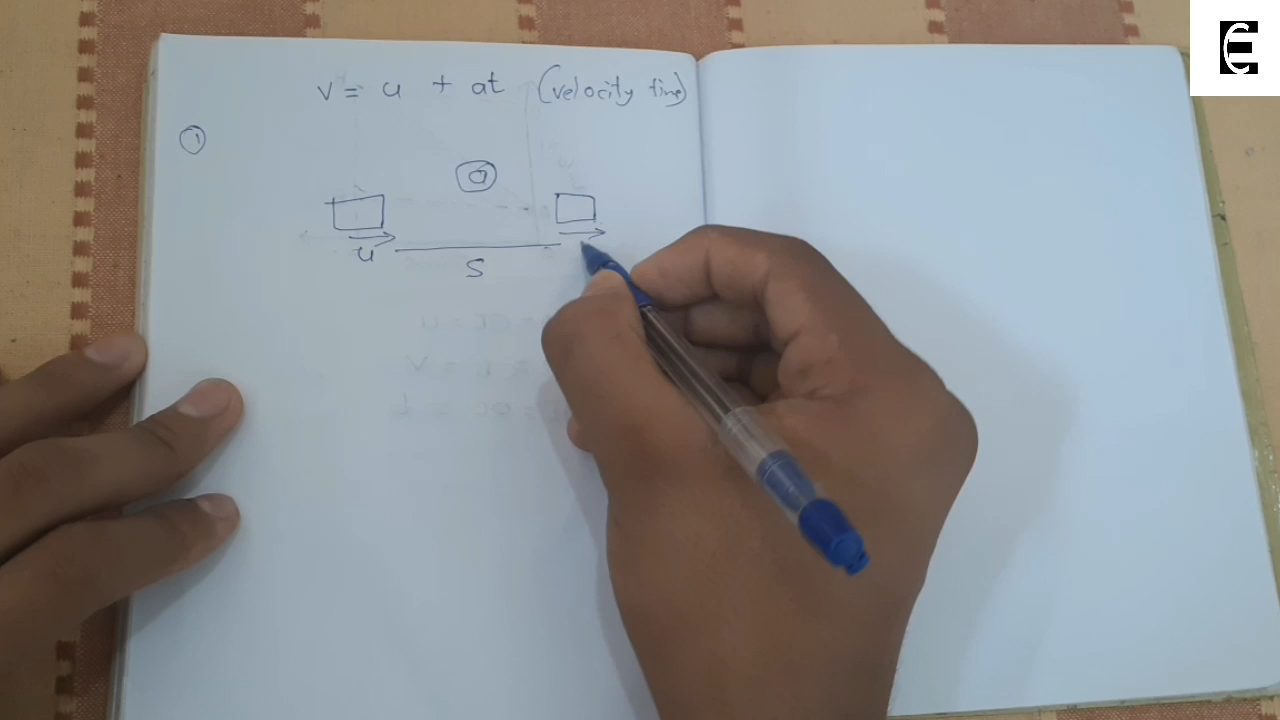 v = u + at (velocity time)
①
a
u
S
E